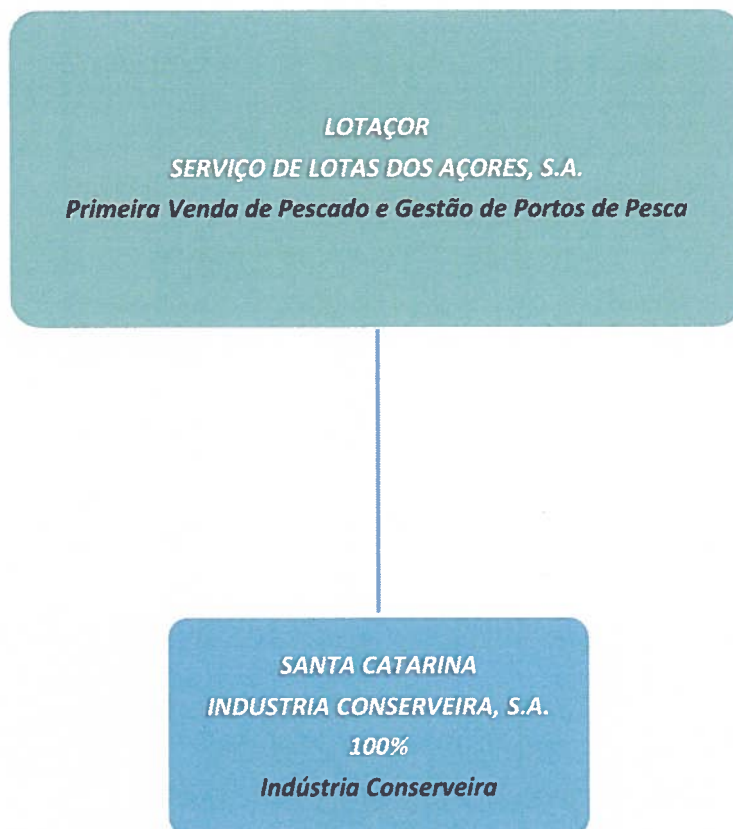 LOTAÇOR
SERVIÇO DE LOTAS DOS AÇORES, S.A.
Primeira Venda de Pescado e Gestão de Portos de Pesca
SANTA CATARINA
INDUSTRIA CONSERVEIRA, S.A.
100%
Indústria Conserveira